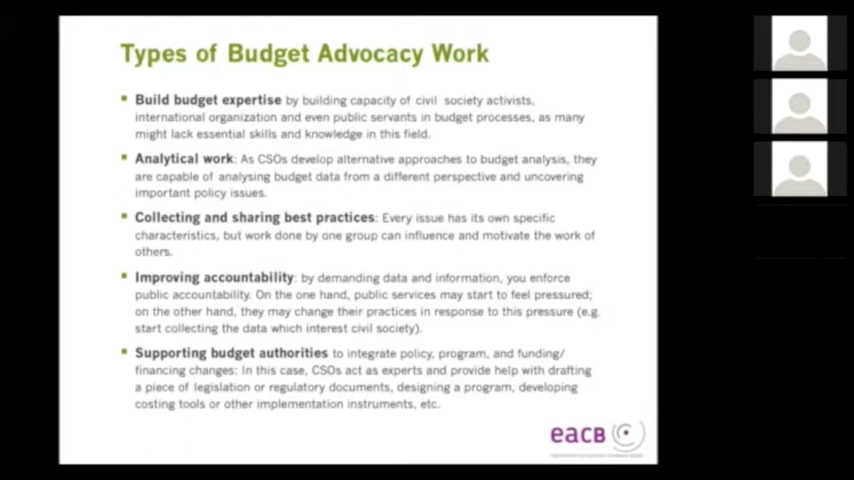 Types of Budget Advocacy Work
▪ Build budget expertise by building capacity of civil society activists,
international organization and even public servants in budget processes, as many
might lack essential skills and knowledge in this field.
▪ Analytical work: As CSOs develop alternative approaches to budget analysis, they
are capable of analysing budget data from a different perspective and uncovering
important policy issues.
▪ Collecting and sharing best practices: Every issue has its own specific
characteristics, but work done by one group can influence and motivate the work of
others.
▪ Improving accountability: by demanding data and information, you enforce
public accountability. On the one hand, public services may start to feel pressured;
on the other hand, they may change their practices in response to this pressure (e.g.
start collecting the data which interest civil society).
▪ Supporting budget authorities to integrate policy, program, and funding/
financing changes: In this case, CSOs act as experts and provide help with drafting
a piece of legislation or regulatory documents, designing a program, developing
costing tools or other implementation instruments, etc.
eacB